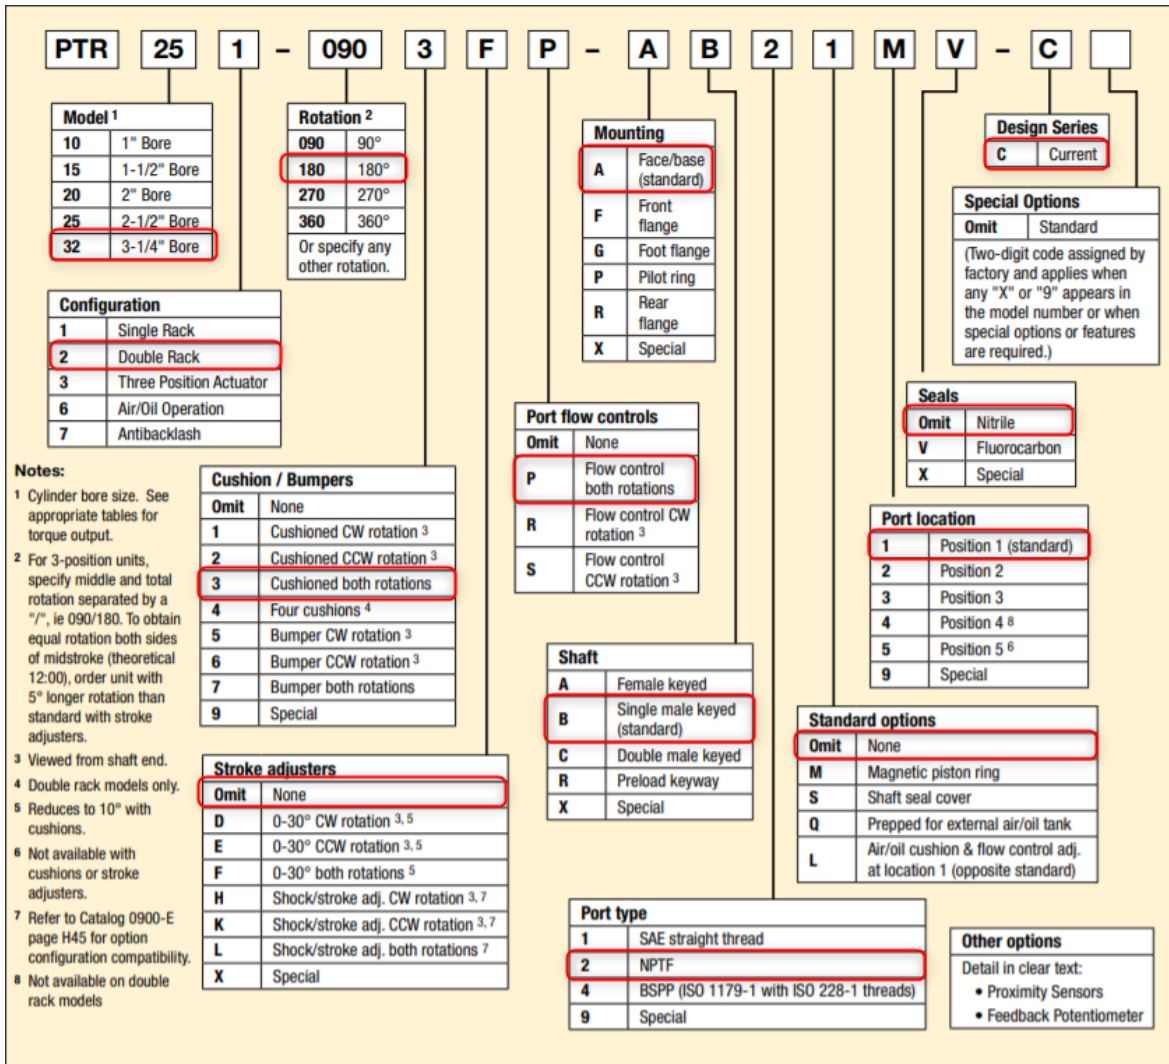 PTR 25 1 – 090 3 F P – A B 2 1 M V – C
Model 1
10 1" Bore
15 1-1/2" Bore
20 2" Bore
25 2-1/2" Bore
32 3-1/4" Bore
Rotation 2
090 90°
180 180°
270 270°
360 360°
Or specify any
other rotation.
Mounting
A Face/base
(standard)
F Front
flange
G Foot flange
P Pilot ring
R Rear
flange
X Special
Design Series
C Current
Special Options
Omit Standard
(Two-digit code assigned by
factory and applies when
any "X" or "9" appears in
the model number or when
special options or features
are required.)
Configuration
1 Single Rack
2 Double Rack
3 Three Position Actuator
6 Air/Oil Operation
7 Antibacklash
Seals
Omit Nitrile
V Fluorocarbon
X Special
Port flow controls
Omit None
P Flow control
both rotations
R Flow control CW
rotation 3
S Flow control
CCW rotation 3
Notes:
1 Cylinder bore size. See
appropriate tables for
torque output.
2 For 3-position units,
specify middle and total
rotation separated by a
"/", ie 090/180. To obtain
equal rotation both sides
of midstroke (theoretical
12:00), order unit with
5° longer rotation than
standard with stroke
adjusters.
3 Viewed from shaft end.
4 Double rack models only.
5 Reduces to 10° with
cushions.
6 Not available with
cushions or stroke
adjusters.
7 Refer to Catalog 0900-E
page H45 for option
configuration compatibility.
8 Not available on double
rack models
Cushion / Bumpers
Omit None
1 Cushioned CW rotation 3
2 Cushioned CCW rotation 3
3 Cushioned both rotations
4 Four cushions 4
5 Bumper CW rotation 3
6 Bumper CCW rotation 3
7 Bumper both rotations
9 Special
Port location
1 Position 1 (standard)
2 Position 2
3 Position 3
4 Position 4 8
5 Position 5 6
9 Special
Shaft
A Female keyed
B Single male keyed
(standard)
C Double male keyed
R Preload keyway
X Special
Standard options
Omit None
M Magnetic piston ring
S Shaft seal cover
Q Prepped for external air/oil tank
L Air/oil cushion & flow control adj.
at location 1 (opposite standard)
Stroke adjusters
Omit None
D 0-30° CW rotation 3, 5
E 0-30° CCW rotation 3, 5
F 0-30° both rotations 5
H Shock/stroke adj. CW rotation 3, 7
K Shock/stroke adj. CCW rotation 3, 7
L Shock/stroke adj. both rotations 7
X Special
Port type
1 SAE straight thread
2 NPTF
4 BSPP (ISO 1179-1 with ISO 228-1 threads)
9 Special
Other options
Detail in clear text:
• Proximity Sensors
• Feedback Potentiometer